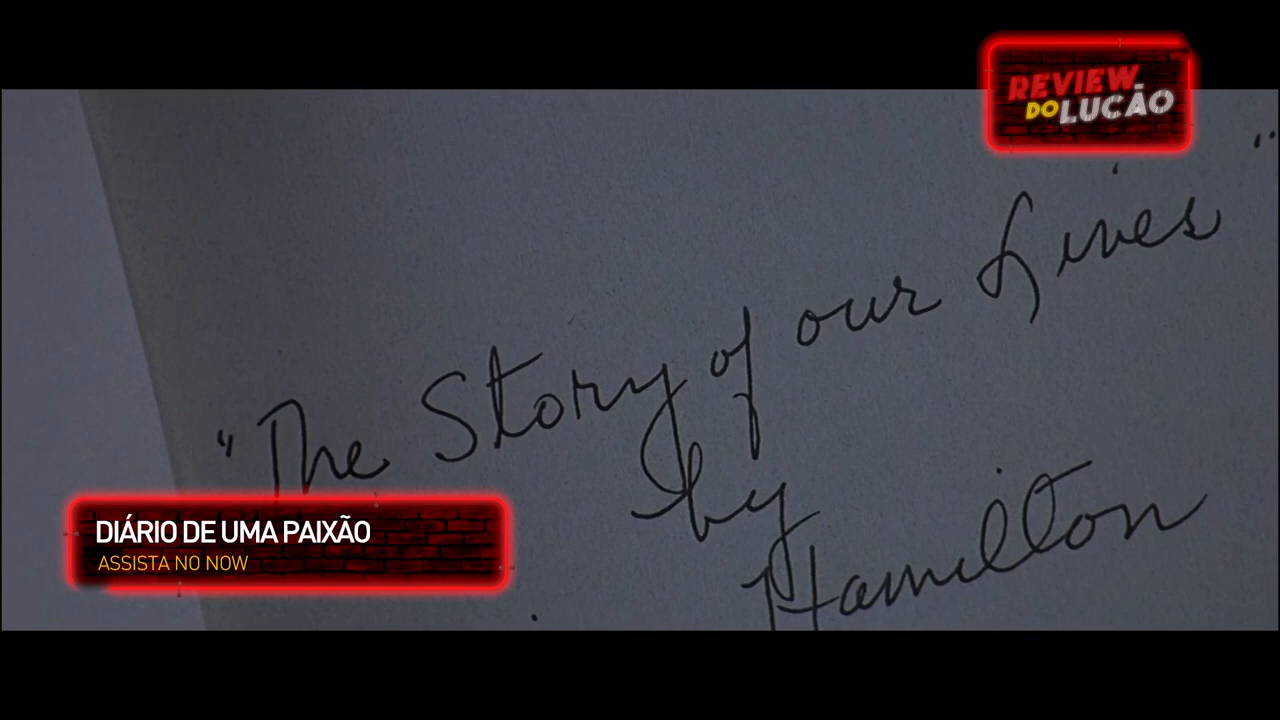 REVIEW
DO LUCÃO
"The Story of our Lives"
by
Hamilton
DIÁRIO DE UMA PAIXÃO
ASSISTA NO NOW